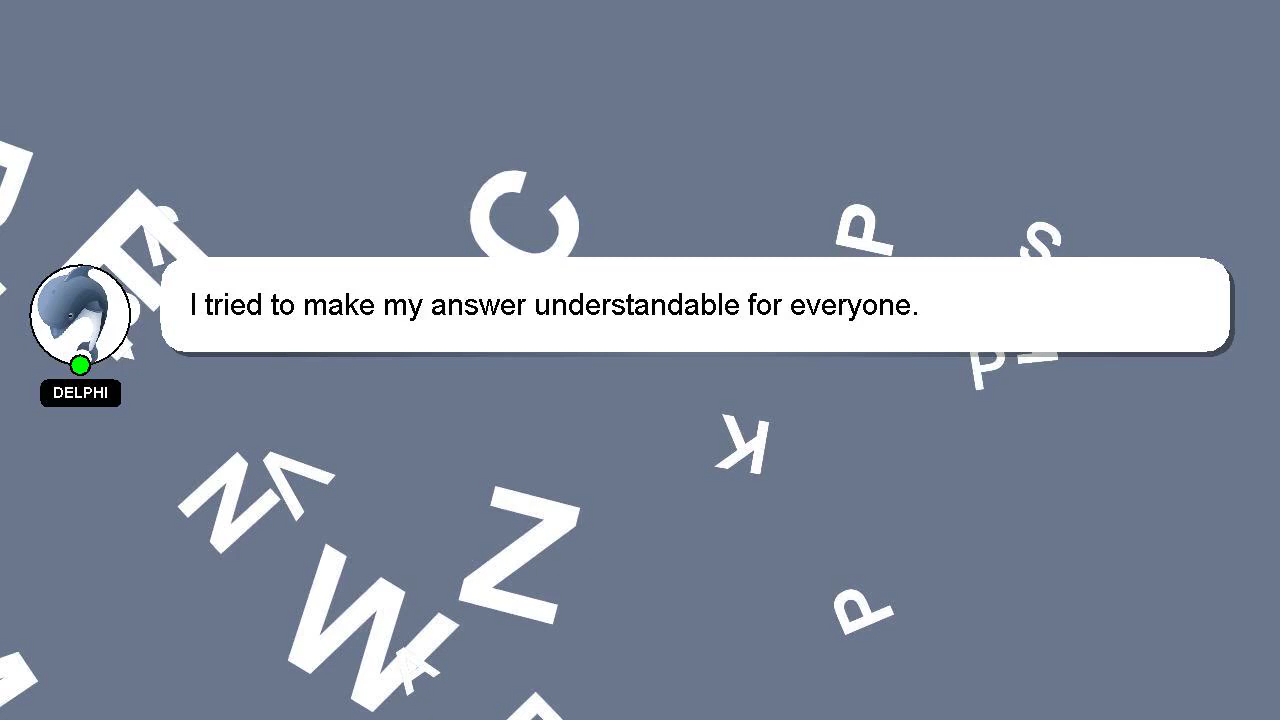 C
P
S
I tried to make my answer understandable for everyone.
DELPHI
P
K
N
V
Z
W
A
P